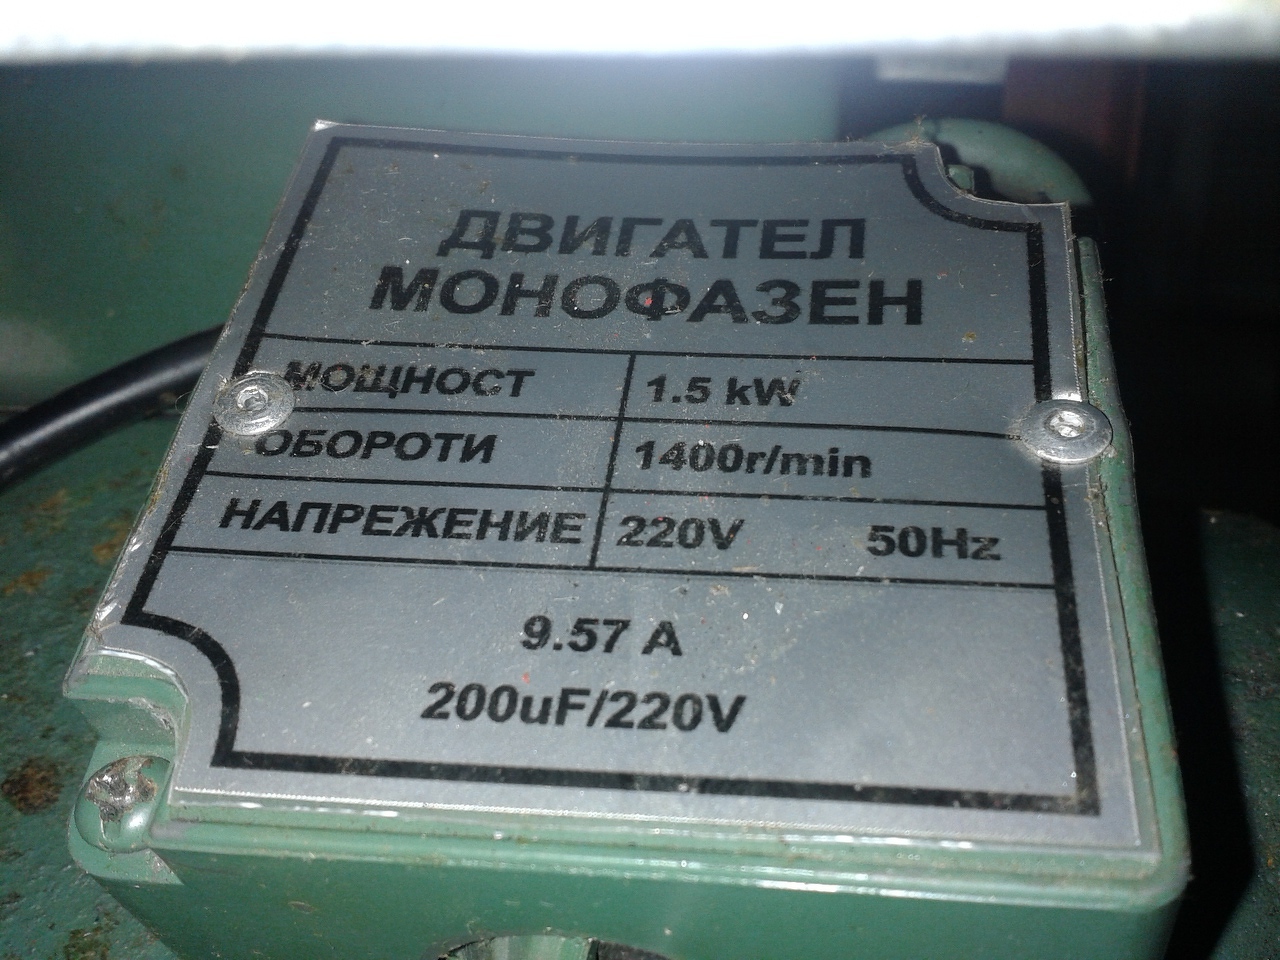 ДВИГАТЕЛ
МОНОФАЗЕН
МОЩНОСТ 1.5 kW
ОБОРОТИ 1400r/min
НАПРЕЖЕНИЕ 220V 50Hz
9.57 A
200uF/220V